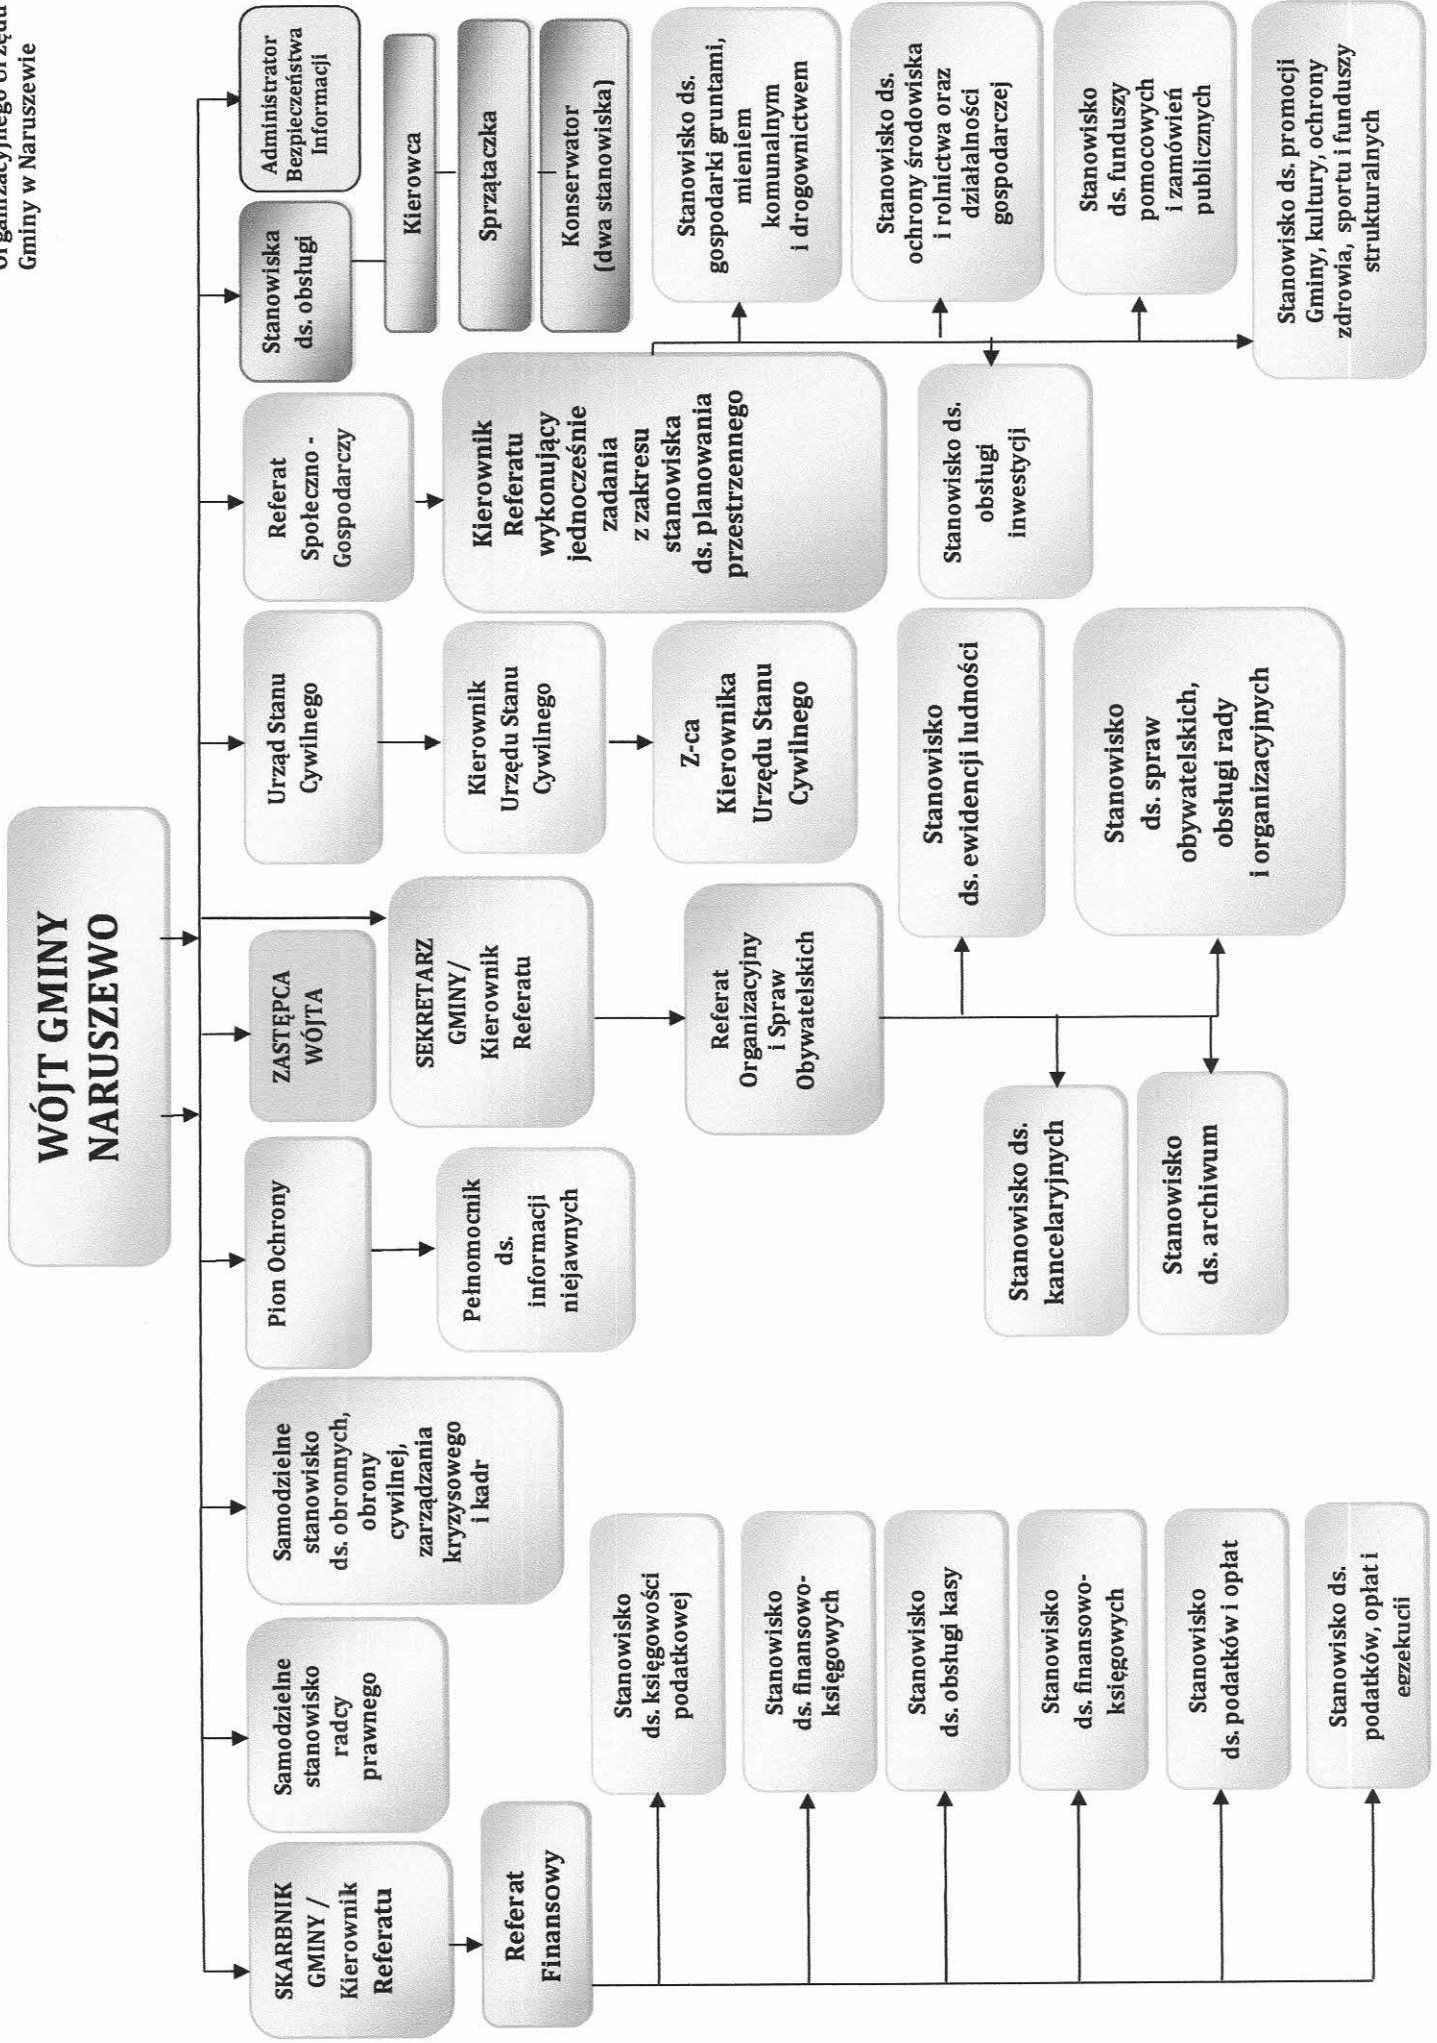 Gminy w Naruszewie
WÓJT GMINY
NARUSZEWO
SKARBNIK
GMINY /
Kierownik
Referatu
Referat
Finansowy
Stanowisko
ds. księgowości
podatkowej
Stanowisko
ds. finansowo-
księgowych
Stanowisko
ds. obsługi kasy
Stanowisko
ds. finansowo-
księgowych
Stanowisko
ds. podatków i opłat
Stanowisko ds.
podatków, opłat i
egzekucji
Samodzielne
stanowisko
radcy
prawnego
Samodzielne
stanowisko
ds. obronnych,
obrony
cywilnej,
zarządzania
kryzysowego
i kadr
Pion Ochrony
Pełnomocnik
ds.
informacji
niejawnych
ZASTĘPCA
WÓJTA
SEKRETARZ
GMINY/
Kierownik
Referatu
Referat
Organizacyjny
i Spraw
Obywatelskich
Stanowisko ds.
kancelaryjnych
Stanowisko
ds. archiwum
Stanowisko
ds. ewidencji ludności
Stanowisko
ds. spraw
obywatelskich,
obsługi rady
i organizacyjnych
Urząd Stanu
Cywilnego
Kierownik
Urzędu Stanu
Cywilnego
Z-ca
Kierownika
Urzędu Stanu
Cywilnego
Referat
Społeczno -
Gospodarczy
Kierownik
Referatu
wykonujący
jednocześnie
zadania
z zakresu
stanowiska
ds. planowania
przestrzennego
Stanowisko ds.
obsługi
inwestycji
Stanowisko ds.
gospodarki gruntami,
mieniem
komunalnym
i drogownictwem
Stanowisko ds.
ochrony środowiska
i rolnictwa oraz
działalności
gospodarczej
Stanowisko
ds. funduszy
pomocowych
i zamówień
publicznych
Stanowisko ds. promocji
Gminy, kultury, ochrony
zdrowia, sportu i funduszy
strukturalnych
Stanowiska
ds. obsługi
Kierowca
Sprzątaczka
Konserwator
(dwa stanowiska)
Administrator
Bezpieczeństwa
Informacji